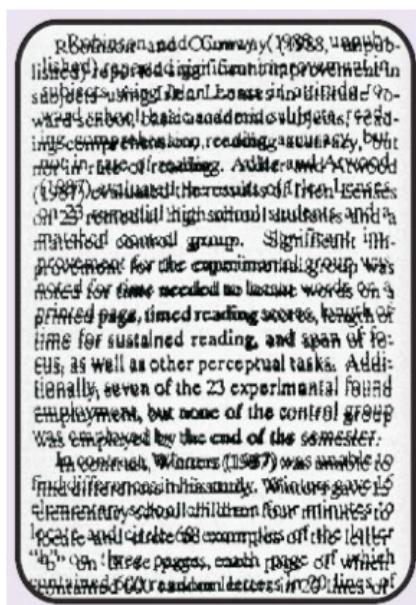 Robinson and Conway (1988, unpub-
lished) reported significant improvement in
subjects using Irlen Lenses in attitude to-
ward school, basic academic subjects, read-
ing comprehension, reading accuracy, but
not in rate of reading. Adler and Atwood
(1987) evaluated the results of Irlen Lenses
on 23 remedial high school students and a
matched control group. Significant im-
provement for the experimental group was
noted for time needed to locate words on a
printed page, timed reading scores, length of
time for sustained reading, and span of fo-
cus, as well as other perceptual tasks. Addi-
tionally, seven of the 23 experimental found
employment, but none of the control group
was employed by the end of the semester.
In contrast, Winters (1987) was unable to
find differences in his study. Winters gave 15
elementary school children four minutes to
locate and circle 68 examples of the letter
"b" on three pages, each page of which
contained 600 random letters in 20 lines of